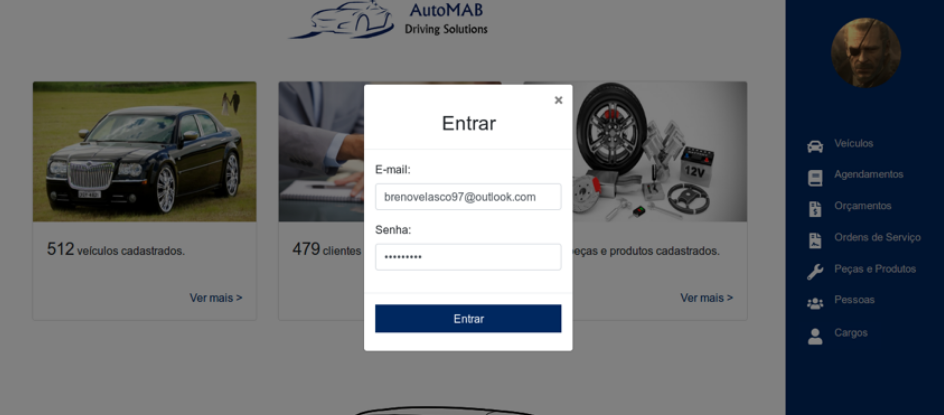 AutoMAB
Driving Solutions
Entrar
E-mail:
brenovelasco97@outlook.com
Senha:
•••••••••
Entrar
512 veículos cadastrados.
Ver mais >
479 clientes
peças e produtos cadastrados.
Ver mais >
12V
Veículos
Agendamentos
Orçamentos
Ordens de Serviço
Peças e Produtos
Pessoas
Cargos